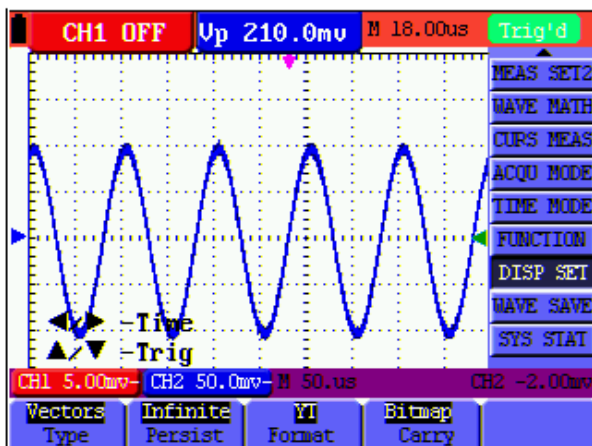 CH1 OFF Vp 210.0mv M 18.00us Trig'd
MEAS SET2
WAVE MATH
CURS MEAS
ACQU MODE
TIME MODE
FUNCTION
DISP SET
WAVE SAVE
SYS STAT
◀/▶ -Time
▲/▼ -Trig
CH1 5.00mv- CH2 50.0mv- M 50.us CH2 -2.00mv
Vectors Infinite YT Bitmap
Type Persist Format Carry